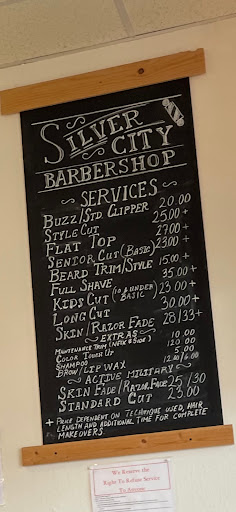 SILVER
CITY
BARBERSHOP
SERVICES
BUZZ/STD CLIPPER 20.00
STYLE CUT 25.00+
FLAT TOP 27.00+
SENIOR CUT (BASIC) 23.00+
BEARD TRIM/STYLE 15.00+
FULL SHAVE 35.00+
KIDS CUT (10 & UNDER BASIC) 23.00+
LONG CUT 30.00+
SKIN/RAZOR FADE 28/33+
EXTRAS
MAINTENANCE TRIM (NECK & SIDE) 10.00
COLOR TOUCH UP
SHAMPOO
BROW/LIP WAX 12.00/6.00
ACTIVE MILITARY
SKIN FADE/RAZOR FADE 25/30
STANDARD CUT 23.00
+ PRICE DEPENDENT ON TECHNIQUE USED, HAIR
LENGTH AND ADDITIONAL TIME FOR COMPLETE
MAKEOVERS
We Reserve the
Right To Refuse Service
To Anyone